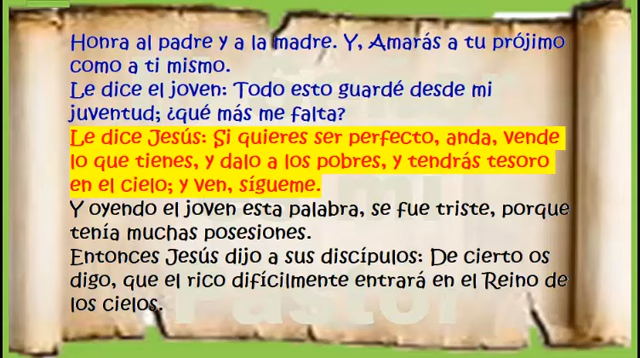 Honra al padre y a la madre. Y, Amarás a tu prójimo
como a ti mismo.
Le dice el joven: Todo esto guardé desde mi
juventud; ¿qué más me falta?
Le dice Jesús: Si quieres ser perfecto, anda, vende
lo que tienes, y dalo a los pobres, y tendrás tesoro
en el cielo; y ven, sígueme.
Y oyendo el joven esta palabra, se fue triste, porque
tenía muchas posesiones.
Entonces Jesús dijo a sus discípulos: De cierto os
digo, que el rico difícilmente entrará en el Reino de
los cielos.
mi
Pastor